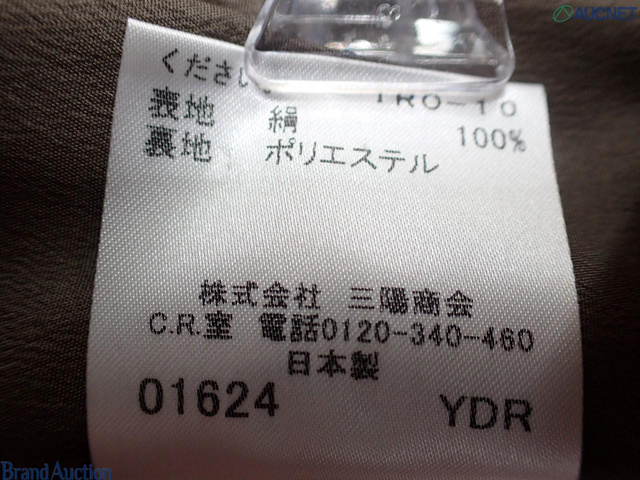 AUCNET
くださ
TRO-10
表地 絹 100%
裏地 ポリエステル
株式会社 三陽商会
C.R.室 電話0120-340-460
日本製
01624 YDR
Brand Auction